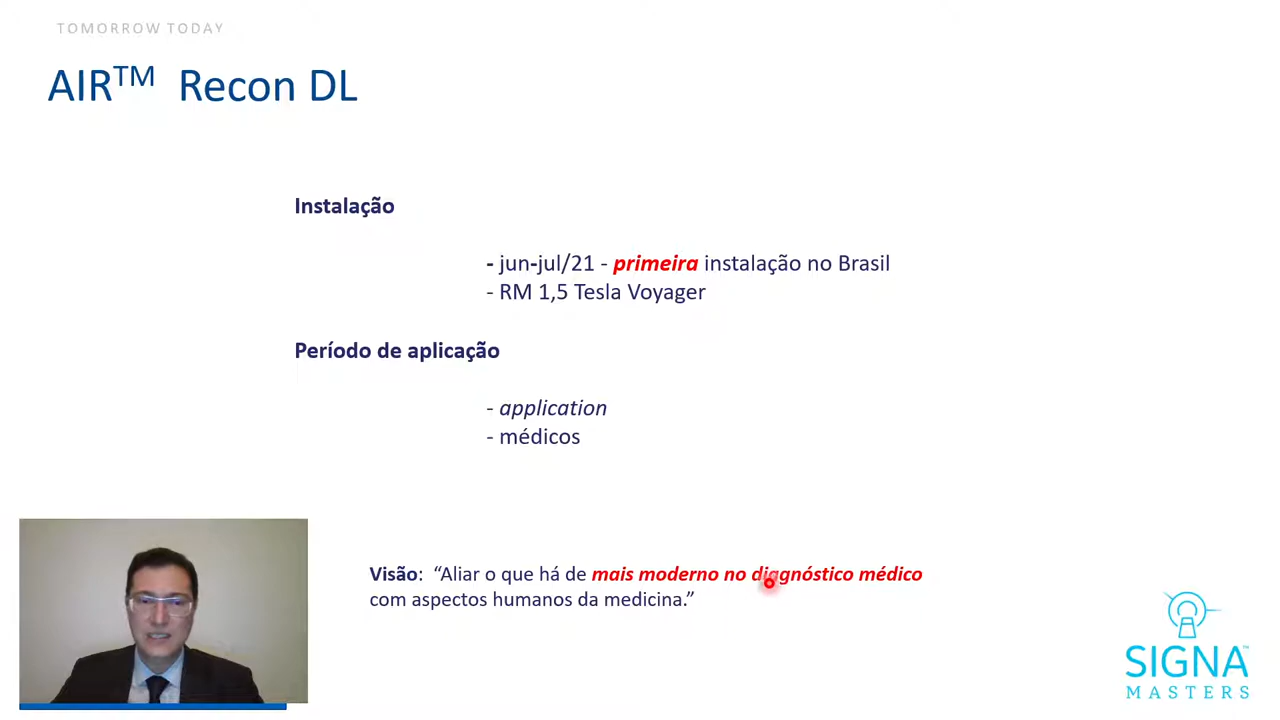 TOMORROW TODAY
AIR™ Recon DL
Instalação
- jun-jul/21 - primeira instalação no Brasil
- RM 1,5 Tesla Voyager
Período de aplicação
- application
- médicos
Visão: “Aliar o que há de mais moderno no diagnóstico médico
com aspectos humanos da medicina.”
SIGNA™
MASTERS